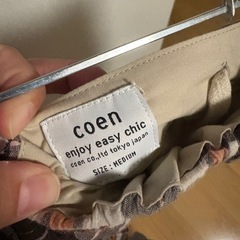 coen
enjoy easy chic
coen co.,ltd tokyo japan
SIZE : MEDIUM